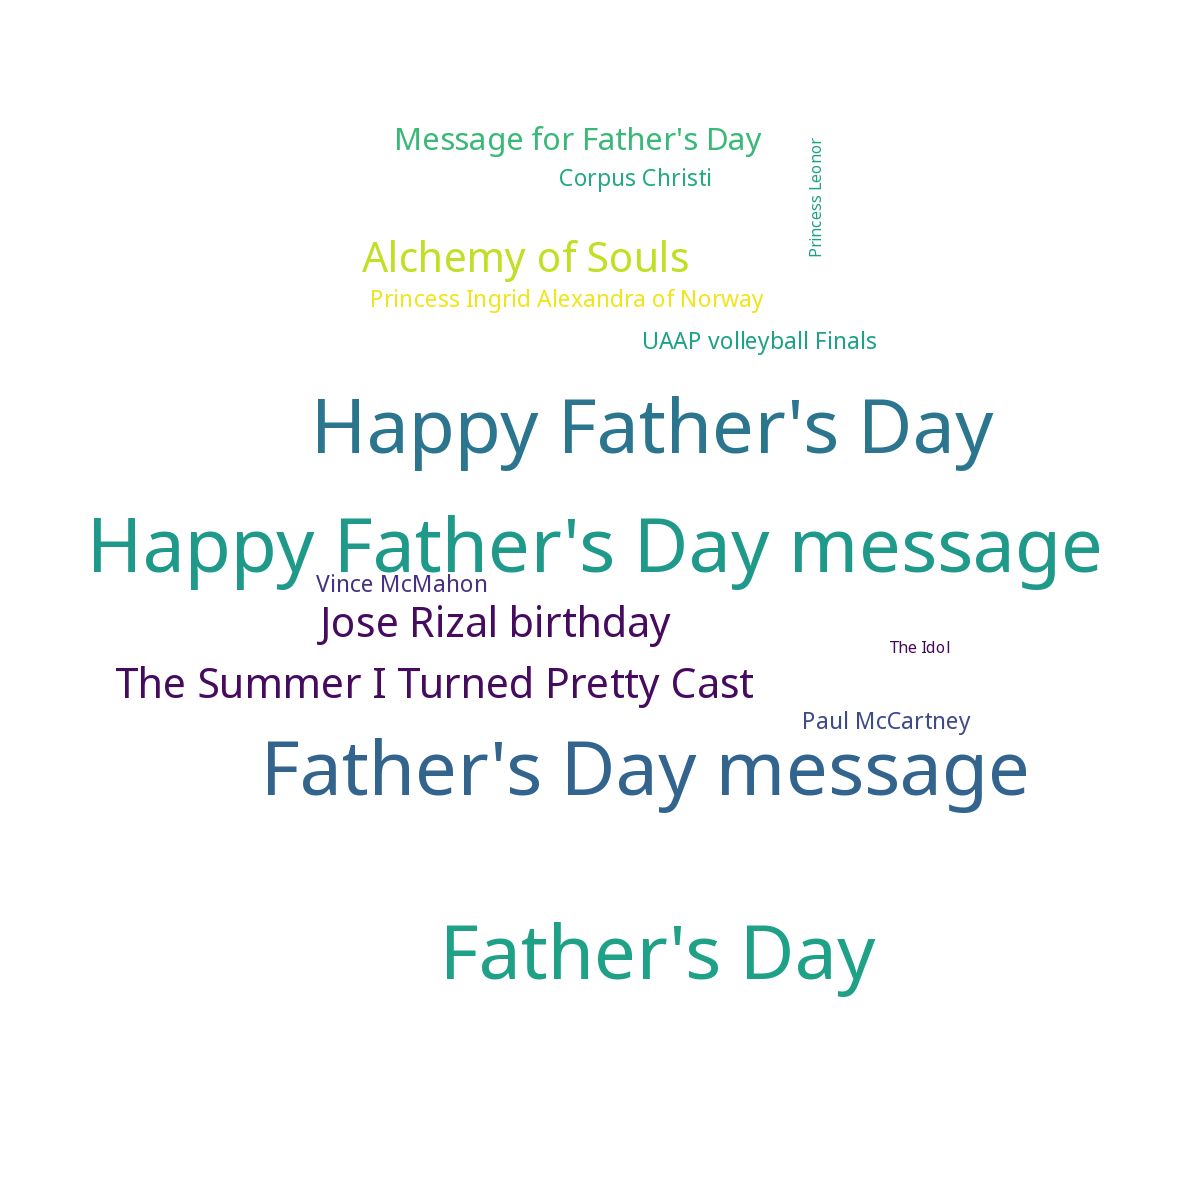 Message for Father's Day
Princess Leonor
Corpus Christi
Alchemy of Souls
Princess Ingrid Alexandra of Norway
UAAP volleyball Finals
Happy Father's Day
Happy Father's Day message
Vince McMahon
Jose Rizal birthday
The Idol
The Summer I Turned Pretty Cast
Paul McCartney
Father's Day message
Father's Day